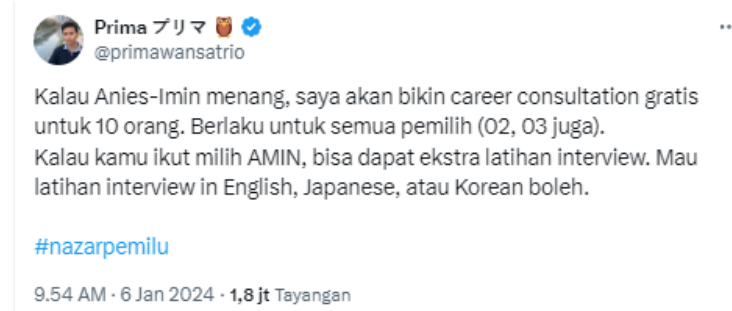 Prima プリマ 🦉
@primawansatrio
Kalau Anies-Imin menang, saya akan bikin career consultation gratis
untuk 10 orang. Berlaku untuk semua pemilih (02, 03 juga).
Kalau kamu ikut milih AMIN, bisa dapat ekstra latihan interview. Mau
latihan interview in English, Japanese, atau Korean boleh.
#nazarpemilu
9.54 AM · 6 Jan 2024 · 1,8 jt Tayangan